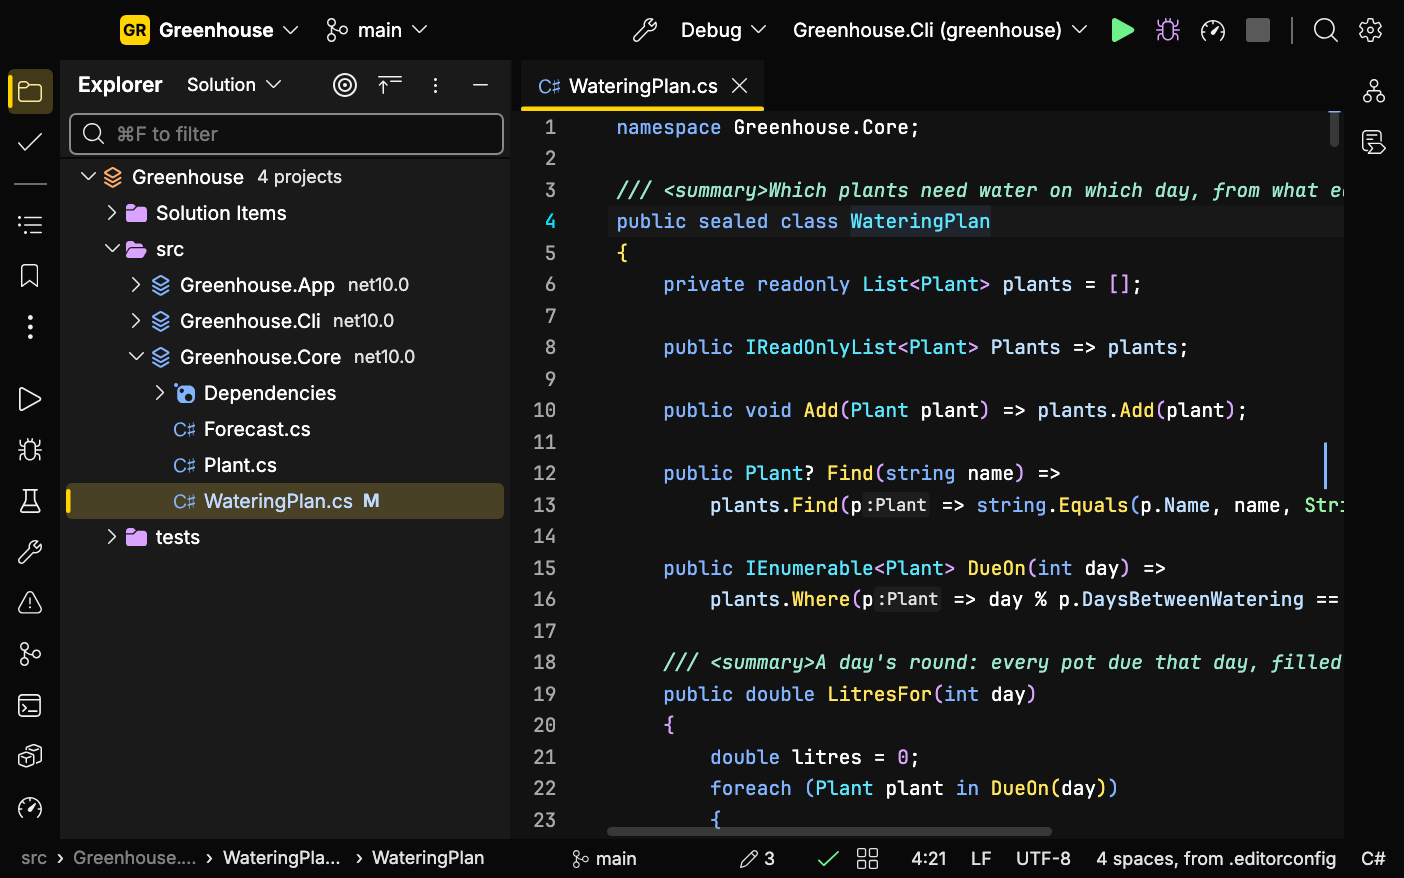 GR Greenhouse main Debug Greenhouse.Cli (greenhouse)
Explorer Solution
⌘F to filter
Greenhouse 4 projects
Solution Items
src
Greenhouse.App net10.0
Greenhouse.Cli net10.0
Greenhouse.Core net10.0
Dependencies
C# Forecast.cs
C# Plant.cs
C# WateringPlan.cs M
tests
C# WateringPlan.cs
1 namespace Greenhouse.Core;
2
3 /// <summary>Which plants need water on which day, from what
4 public sealed class WateringPlan
5 {
6 private readonly List<Plant> plants = [];
7
8 public IReadOnlyList<Plant> Plants => plants;
9
10 public void Add(Plant plant) => plants.Add(plant);
11
12 public Plant? Find(string name) =>
13 plants.Find(p :Plant => string.Equals(p.Name, name, Stri
14
15 public IEnumerable<Plant> DueOn(int day) =>
16 plants.Where(p :Plant => day % p.DaysBetweenWatering ==
17
18 /// <summary>A day's round: every pot due that day, filled
19 public double LitresFor(int day)
20 {
21 double litres = 0;
22 foreach (Plant plant in DueOn(day))
23 {
src › Greenhouse.... › WateringPla... › WateringPlan main 3 4:21 LF UTF-8 4 spaces, from .editorconfig C#